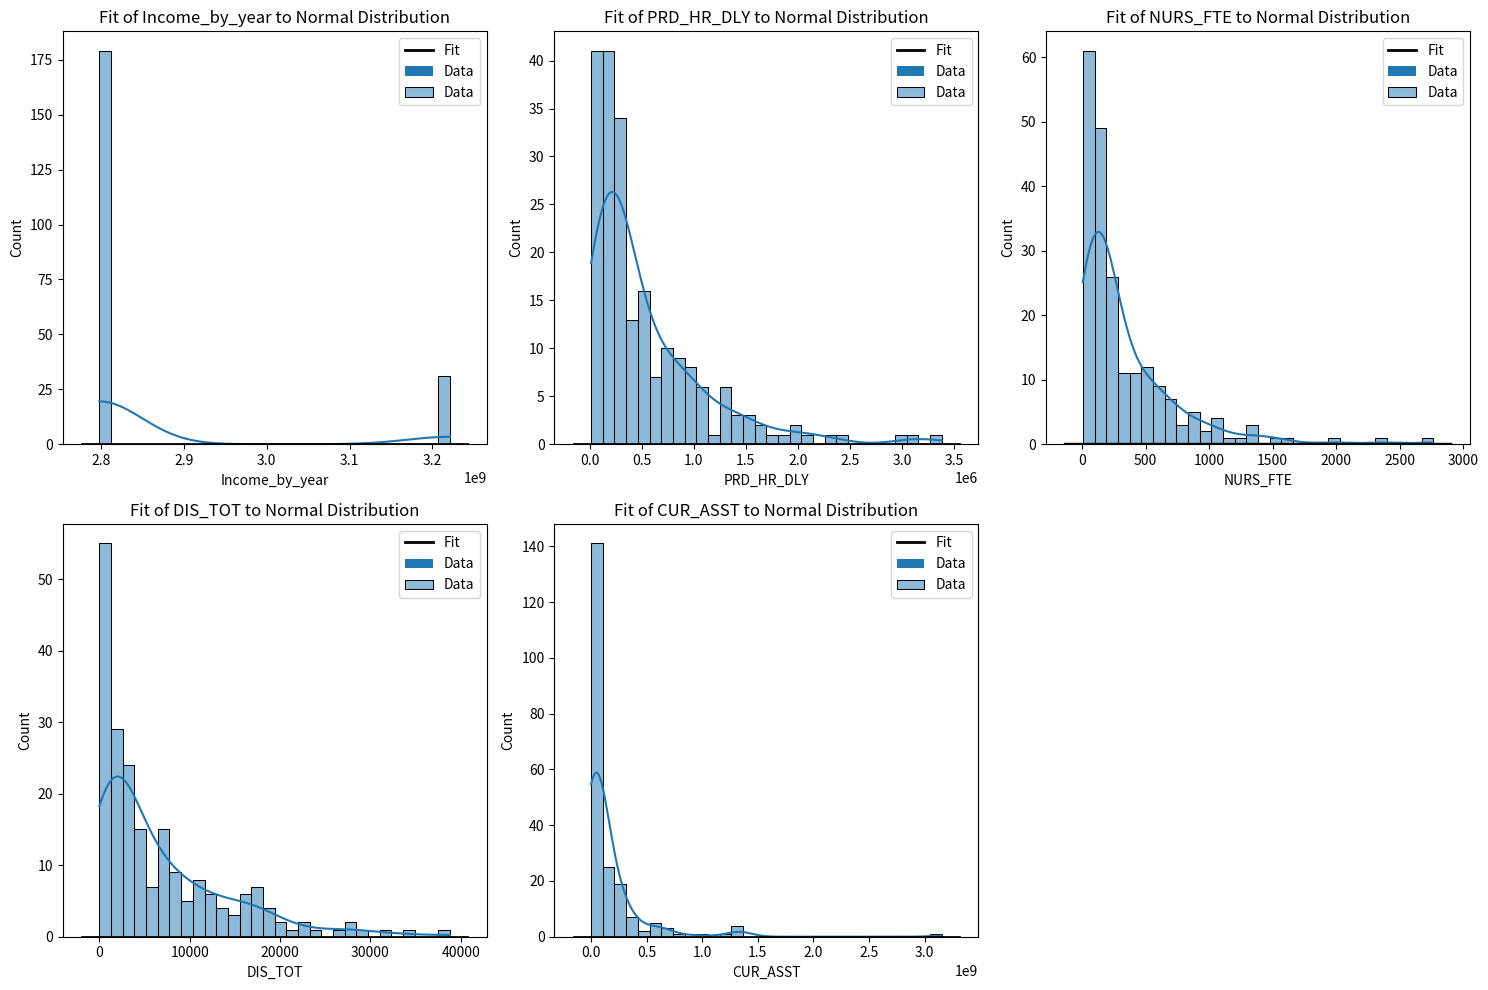 Fit of Income_by_year to Normal Distribution
Fit
Data
Data
Count
175
150
125
100
75
50
25
0
2.8 2.9 3.0 3.1 3.2
1e9
Income_by_year
Fit of PRD_HR_DLY to Normal Distribution
Fit
Data
Data
Count
40
35
30
25
20
15
10
5
0
0.0 0.5 1.0 1.5 2.0 2.5 3.0 3.5
1e6
PRD_HR_DLY
Fit of NURS_FTE to Normal Distribution
Fit
Data
Data
Count
60
50
40
30
20
10
0
0 500 1000 1500 2000 2500 3000
NURS_FTE
Fit of DIS_TOT to Normal Distribution
Fit
Data
Data
Count
50
40
30
20
10
0
0 10000 20000 30000 40000
DIS_TOT
Fit of CUR_ASST to Normal Distribution
Fit
Data
Data
Count
140
120
100
80
60
40
20
0
0.0 0.5 1.0 1.5 2.0 2.5 3.0
1e9
CUR_ASST